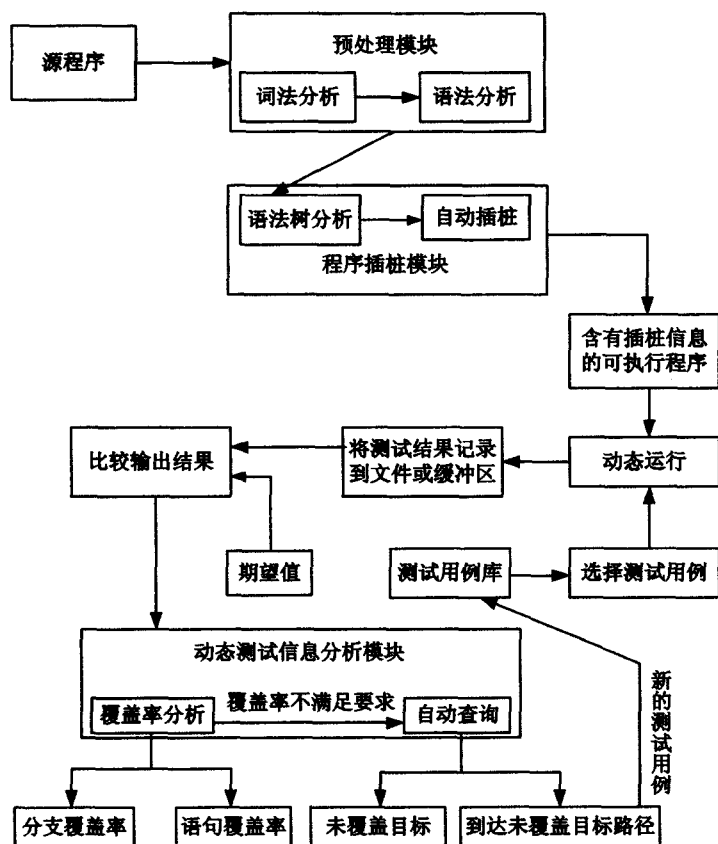 源程序
预处理模块
词法分析
语法分析
语法树分析
自动插桩
程序插桩模块
含有插桩信息
的可执行程序
比较输出结果
将测试结果记录
到文件或缓冲区
动态运行
期望值
测试用例库
选择测试用例
动态测试信息分析模块
覆盖率分析
覆盖率不满足要求
自动查询
新的测试用例
分支覆盖率
语句覆盖率
未覆盖目标
到达未覆盖目标路径